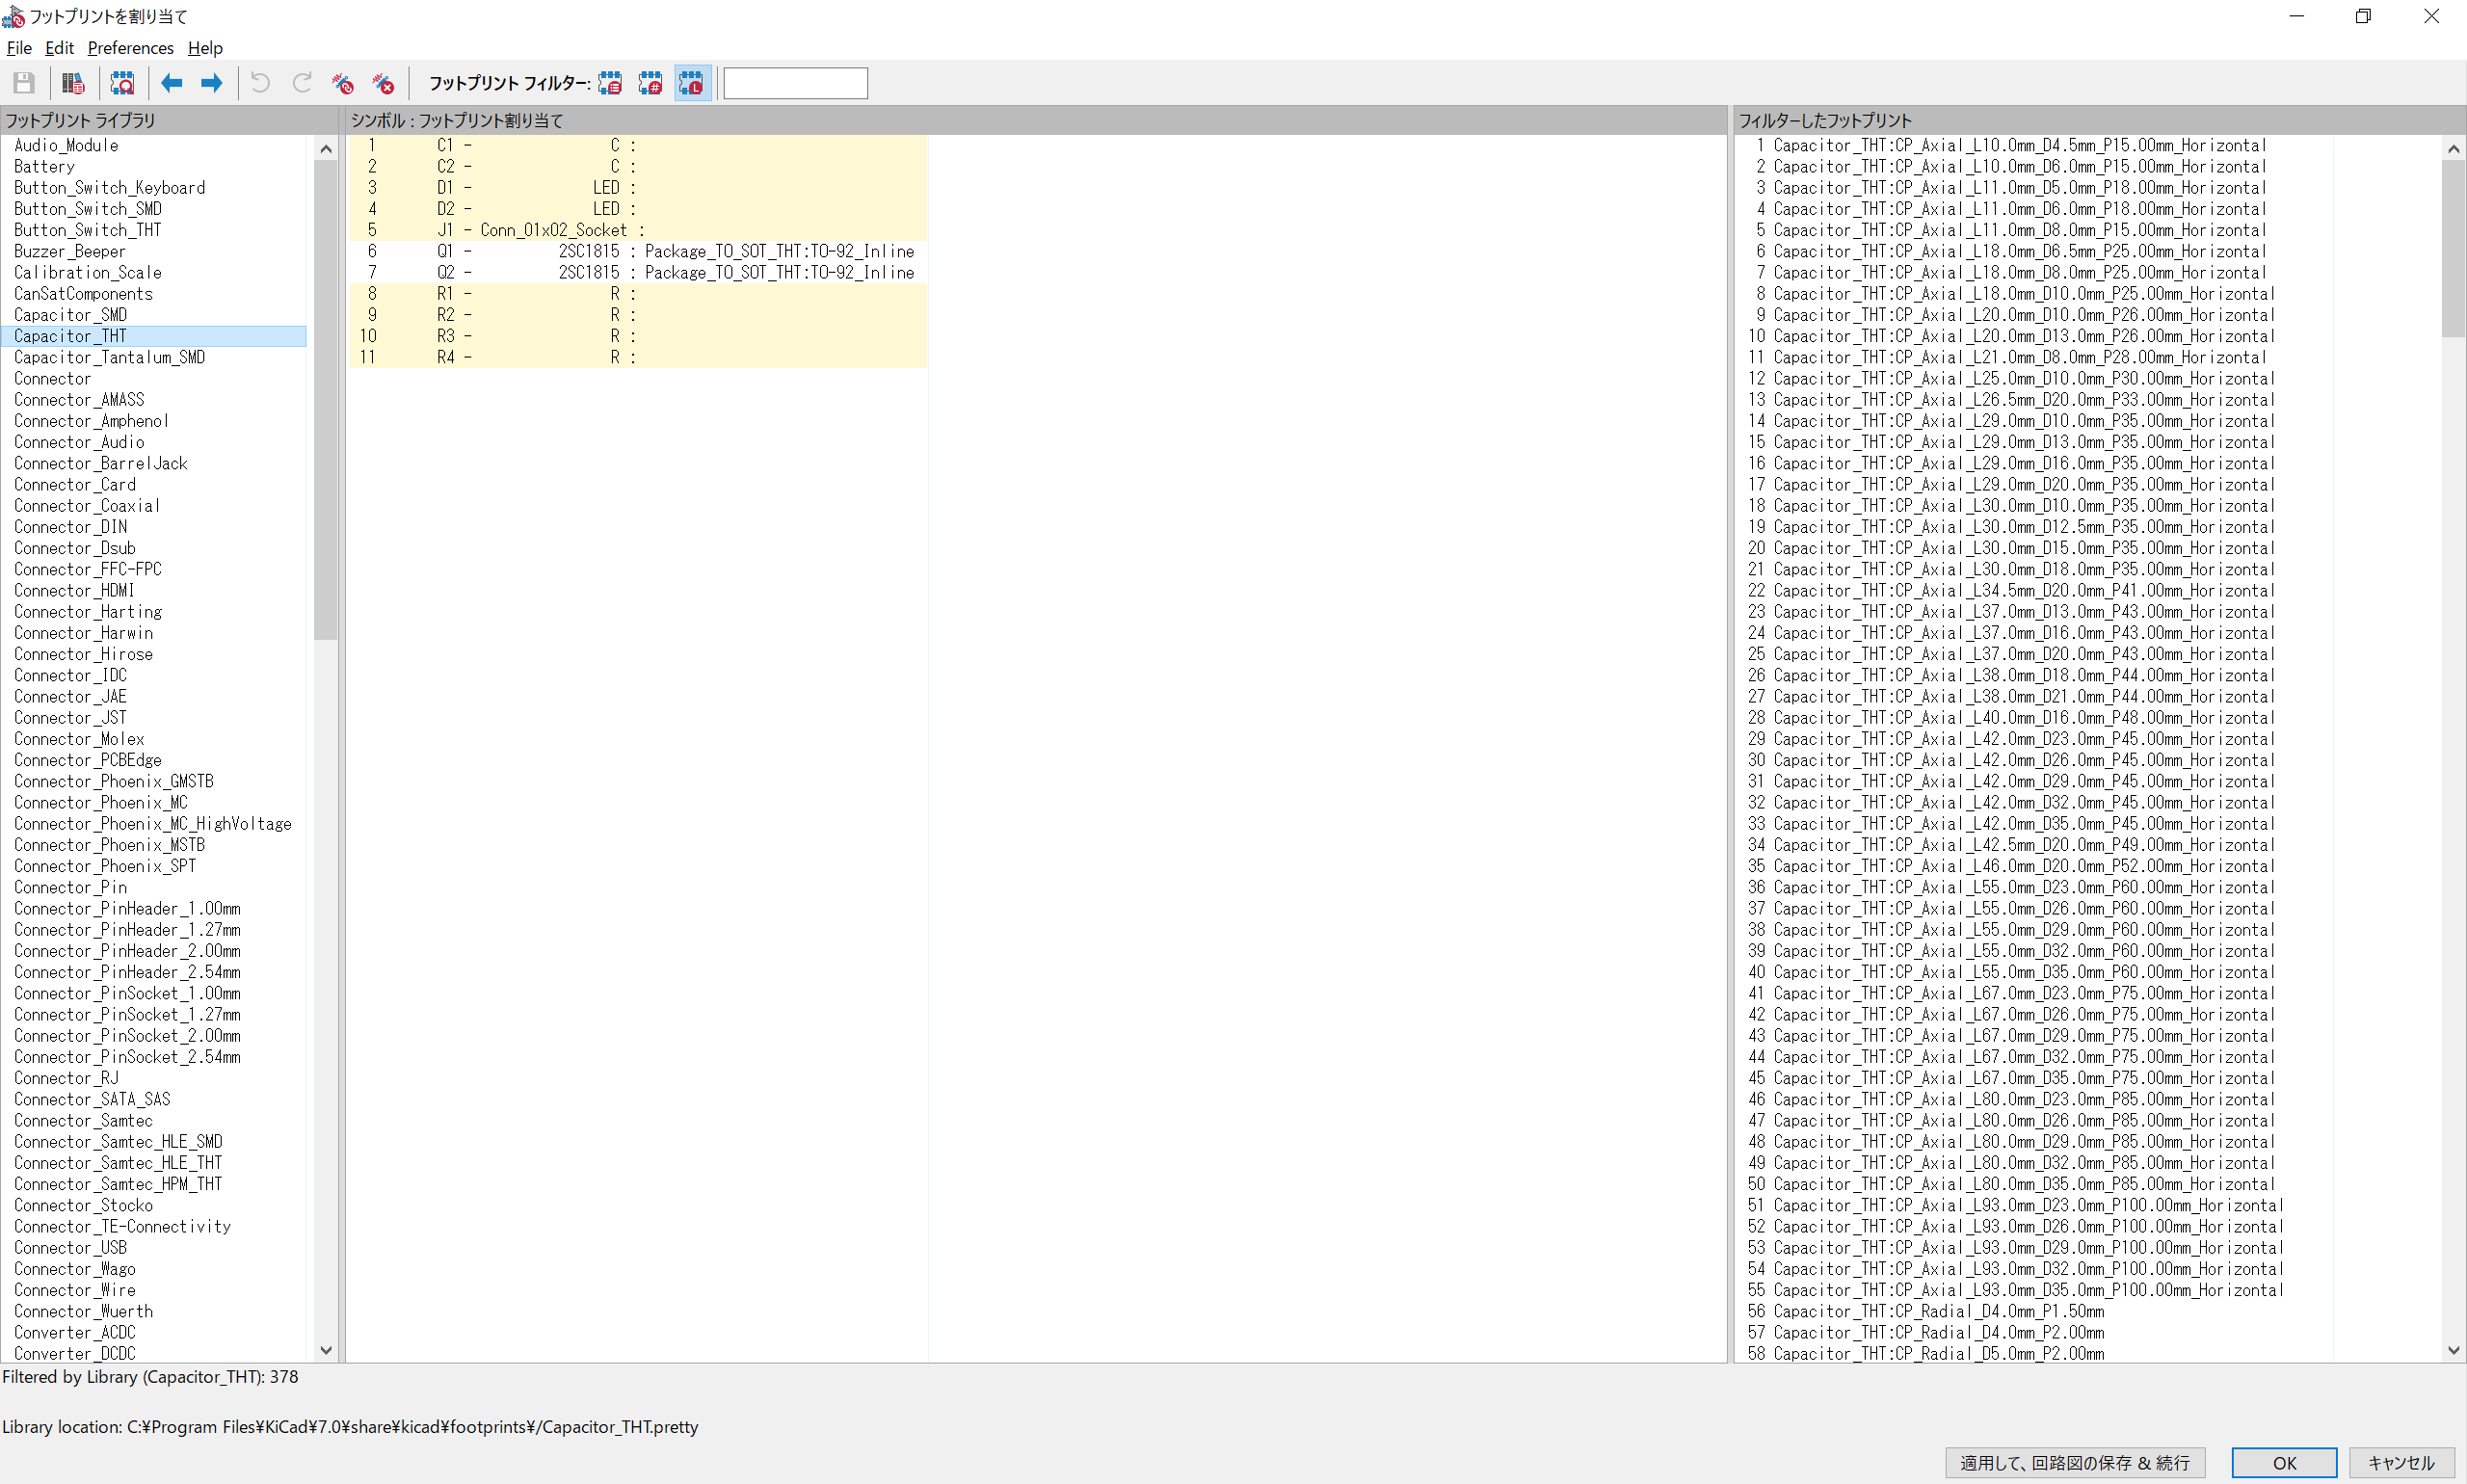 フットプリントを割り当て
File Edit Preferences Help
フットプリント フィルター:
フットプリント ライブラリ
Audio_Module
Battery
Button_Switch_Keyboard
Button_Switch_SMD
Button_Switch_THT
Buzzer_Beeper
Calibration_Scale
CanSatComponents
Capacitor_SMD
Capacitor_THT
Capacitor_Tantalum_SMD
Connector
Connector_AMASS
Connector_Amphenol
Connector_Audio
Connector_BarrelJack
Connector_Card
Connector_Coaxial
Connector_DIN
Connector_Dsub
Connector_FFC-FPC
Connector_HDMI
Connector_Harting
Connector_Harwin
Connector_Hirose
Connector_IDC
Connector_JAE
Connector_JST
Connector_Molex
Connector_PCBEdge
Connector_Phoenix_GMSTB
Connector_Phoenix_MC
Connector_Phoenix_MC_HighVoltage
Connector_Phoenix_MSTB
Connector_Phoenix_SPT
Connector_Pin
Connector_PinHeader_1.00mm
Connector_PinHeader_1.27mm
Connector_PinHeader_2.00mm
Connector_PinHeader_2.54mm
Connector_PinSocket_1.00mm
Connector_PinSocket_1.27mm
Connector_PinSocket_2.00mm
Connector_PinSocket_2.54mm
Connector_RJ
Connector_SATA_SAS
Connector_Samtec
Connector_Samtec_HLE_SMD
Connector_Samtec_HLE_THT
Connector_Samtec_HPM_THT
Connector_Stocko
Connector_TE-Connectivity
Connector_USB
Connector_Wago
Connector_Wire
Connector_Wuerth
Converter_ACDC
Converter_DCDC
シンボル : フットプリント割り当て
1 C1 - C :
2 C2 - C :
3 D1 - LED :
4 D2 - LED :
5 J1 - Conn_01x02_Socket :
6 Q1 - 2SC1815 : Package_TO_SOT_THT:TO-92_Inline
7 Q2 - 2SC1815 : Package_TO_SOT_THT:TO-92_Inline
8 R1 - R :
9 R2 - R :
10 R3 - R :
11 R4 - R :
フィルターしたフットプリント
1 Capacitor_THT:CP_Axial_L10.0mm_D4.5mm_P15.00mm_Horizontal
2 Capacitor_THT:CP_Axial_L10.0mm_D6.0mm_P15.00mm_Horizontal
3 Capacitor_THT:CP_Axial_L11.0mm_D5.0mm_P18.00mm_Horizontal
4 Capacitor_THT:CP_Axial_L11.0mm_D6.0mm_P18.00mm_Horizontal
5 Capacitor_THT:CP_Axial_L11.0mm_D8.0mm_P15.00mm_Horizontal
6 Capacitor_THT:CP_Axial_L18.0mm_D6.5mm_P25.00mm_Horizontal
7 Capacitor_THT:CP_Axial_L18.0mm_D8.0mm_P25.00mm_Horizontal
8 Capacitor_THT:CP_Axial_L18.0mm_D10.0mm_P25.00mm_Horizontal
9 Capacitor_THT:CP_Axial_L20.0mm_D10.0mm_P26.00mm_Horizontal
10 Capacitor_THT:CP_Axial_L20.0mm_D13.0mm_P26.00mm_Horizontal
11 Capacitor_THT:CP_Axial_L21.0mm_D8.0mm_P28.00mm_Horizontal
12 Capacitor_THT:CP_Axial_L25.0mm_D10.0mm_P30.00mm_Horizontal
13 Capacitor_THT:CP_Axial_L26.5mm_D20.0mm_P33.00mm_Horizontal
14 Capacitor_THT:CP_Axial_L29.0mm_D10.0mm_P35.00mm_Horizontal
15 Capacitor_THT:CP_Axial_L29.0mm_D13.0mm_P35.00mm_Horizontal
16 Capacitor_THT:CP_Axial_L29.0mm_D16.0mm_P35.00mm_Horizontal
17 Capacitor_THT:CP_Axial_L29.0mm_D20.0mm_P35.00mm_Horizontal
18 Capacitor_THT:CP_Axial_L30.0mm_D10.0mm_P35.00mm_Horizontal
19 Capacitor_THT:CP_Axial_L30.0mm_D12.5mm_P35.00mm_Horizontal
20 Capacitor_THT:CP_Axial_L30.0mm_D15.0mm_P35.00mm_Horizontal
21 Capacitor_THT:CP_Axial_L30.0mm_D18.0mm_P35.00mm_Horizontal
22 Capacitor_THT:CP_Axial_L34.5mm_D20.0mm_P41.00mm_Horizontal
23 Capacitor_THT:CP_Axial_L37.0mm_D13.0mm_P43.00mm_Horizontal
24 Capacitor_THT:CP_Axial_L37.0mm_D16.0mm_P43.00mm_Horizontal
25 Capacitor_THT:CP_Axial_L37.0mm_D20.0mm_P43.00mm_Horizontal
26 Capacitor_THT:CP_Axial_L38.0mm_D18.0mm_P44.00mm_Horizontal
27 Capacitor_THT:CP_Axial_L38.0mm_D21.0mm_P44.00mm_Horizontal
28 Capacitor_THT:CP_Axial_L40.0mm_D16.0mm_P48.00mm_Horizontal
29 Capacitor_THT:CP_Axial_L42.0mm_D23.0mm_P45.00mm_Horizontal
30 Capacitor_THT:CP_Axial_L42.0mm_D26.0mm_P45.00mm_Horizontal
31 Capacitor_THT:CP_Axial_L42.0mm_D29.0mm_P45.00mm_Horizontal
32 Capacitor_THT:CP_Axial_L42.0mm_D32.0mm_P45.00mm_Horizontal
33 Capacitor_THT:CP_Axial_L42.0mm_D35.0mm_P45.00mm_Horizontal
34 Capacitor_THT:CP_Axial_L42.5mm_D20.0mm_P49.00mm_Horizontal
35 Capacitor_THT:CP_Axial_L46.0mm_D20.0mm_P52.00mm_Horizontal
36 Capacitor_THT:CP_Axial_L55.0mm_D23.0mm_P60.00mm_Horizontal
37 Capacitor_THT:CP_Axial_L55.0mm_D26.0mm_P60.00mm_Horizontal
38 Capacitor_THT:CP_Axial_L55.0mm_D29.0mm_P60.00mm_Horizontal
39 Capacitor_THT:CP_Axial_L55.0mm_D32.0mm_P60.00mm_Horizontal
40 Capacitor_THT:CP_Axial_L55.0mm_D35.0mm_P60.00mm_Horizontal
41 Capacitor_THT:CP_Axial_L67.0mm_D23.0mm_P75.00mm_Horizontal
42 Capacitor_THT:CP_Axial_L67.0mm_D26.0mm_P75.00mm_Horizontal
43 Capacitor_THT:CP_Axial_L67.0mm_D29.0mm_P75.00mm_Horizontal
44 Capacitor_THT:CP_Axial_L67.0mm_D32.0mm_P75.00mm_Horizontal
45 Capacitor_THT:CP_Axial_L67.0mm_D35.0mm_P75.00mm_Horizontal
46 Capacitor_THT:CP_Axial_L80.0mm_D23.0mm_P85.00mm_Horizontal
47 Capacitor_THT:CP_Axial_L80.0mm_D26.0mm_P85.00mm_Horizontal
48 Capacitor_THT:CP_Axial_L80.0mm_D29.0mm_P85.00mm_Horizontal
49 Capacitor_THT:CP_Axial_L80.0mm_D32.0mm_P85.00mm_Horizontal
50 Capacitor_THT:CP_Axial_L80.0mm_D35.0mm_P85.00mm_Horizontal
51 Capacitor_THT:CP_Axial_L93.0mm_D23.0mm_P100.00mm_Horizontal
52 Capacitor_THT:CP_Axial_L93.0mm_D26.0mm_P100.00mm_Horizontal
53 Capacitor_THT:CP_Axial_L93.0mm_D29.0mm_P100.00mm_Horizontal
54 Capacitor_THT:CP_Axial_L93.0mm_D32.0mm_P100.00mm_Horizontal
55 Capacitor_THT:CP_Axial_L93.0mm_D35.0mm_P100.00mm_Horizontal
56 Capacitor_THT:CP_Radial_D4.0mm_P1.50mm
57 Capacitor_THT:CP_Radial_D4.0mm_P2.00mm
58 Capacitor_THT:CP_Radial_D5.0mm_P2.00mm
Filtered by Library (Capacitor_THT): 378
Library location: C:¥Program Files¥KiCad¥7.0¥share¥kicad¥footprints¥/Capacitor_THT.pretty
適用して、回路図の保存 & 続行 OK キャンセル